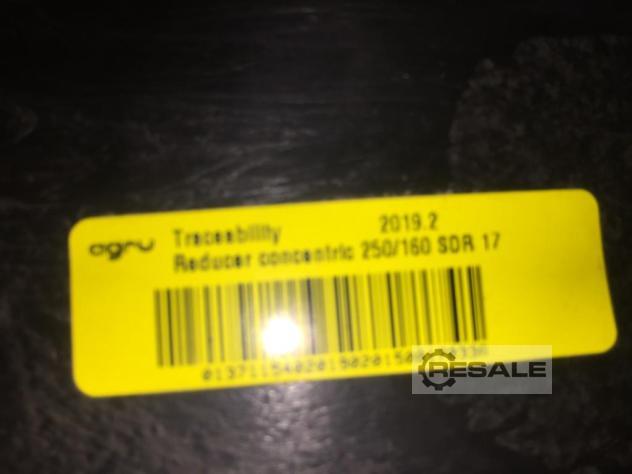 agru Traceability 2019.2
Reducer concentric 250/160 SDR 17
RESALE